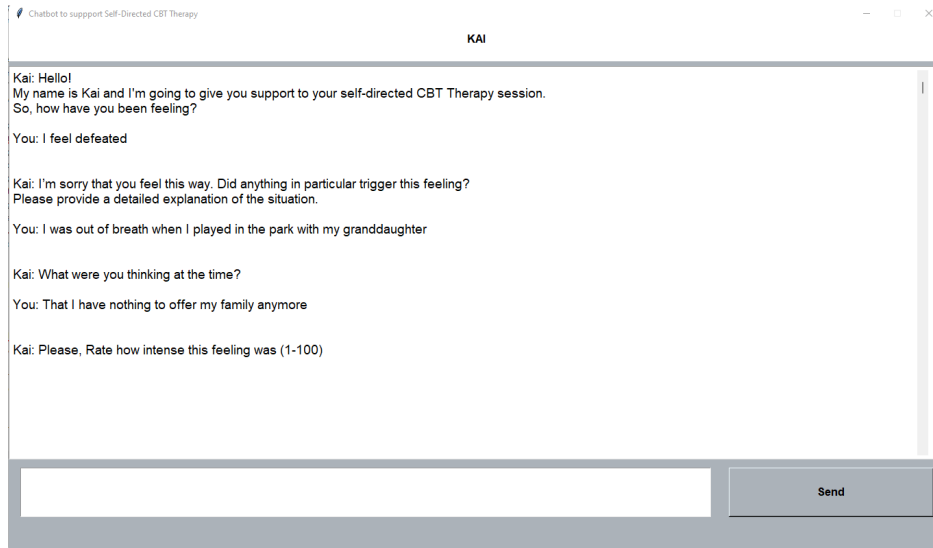 Chatbot to suppport Self-Directed CBT Therapy
KAI
Kai: Hello!
My name is Kai and I'm going to give you support to your self-directed CBT Therapy session.
So, how have you been feeling?
You: I feel defeated
Kai: I'm sorry that you feel this way. Did anything in particular trigger this feeling?
Please provide a detailed explanation of the situation.
You: I was out of breath when I played in the park with my granddaughter
Kai: What were you thinking at the time?
You: That I have nothing to offer my family anymore
Kai: Please, Rate how intense this feeling was (1-100)
Send